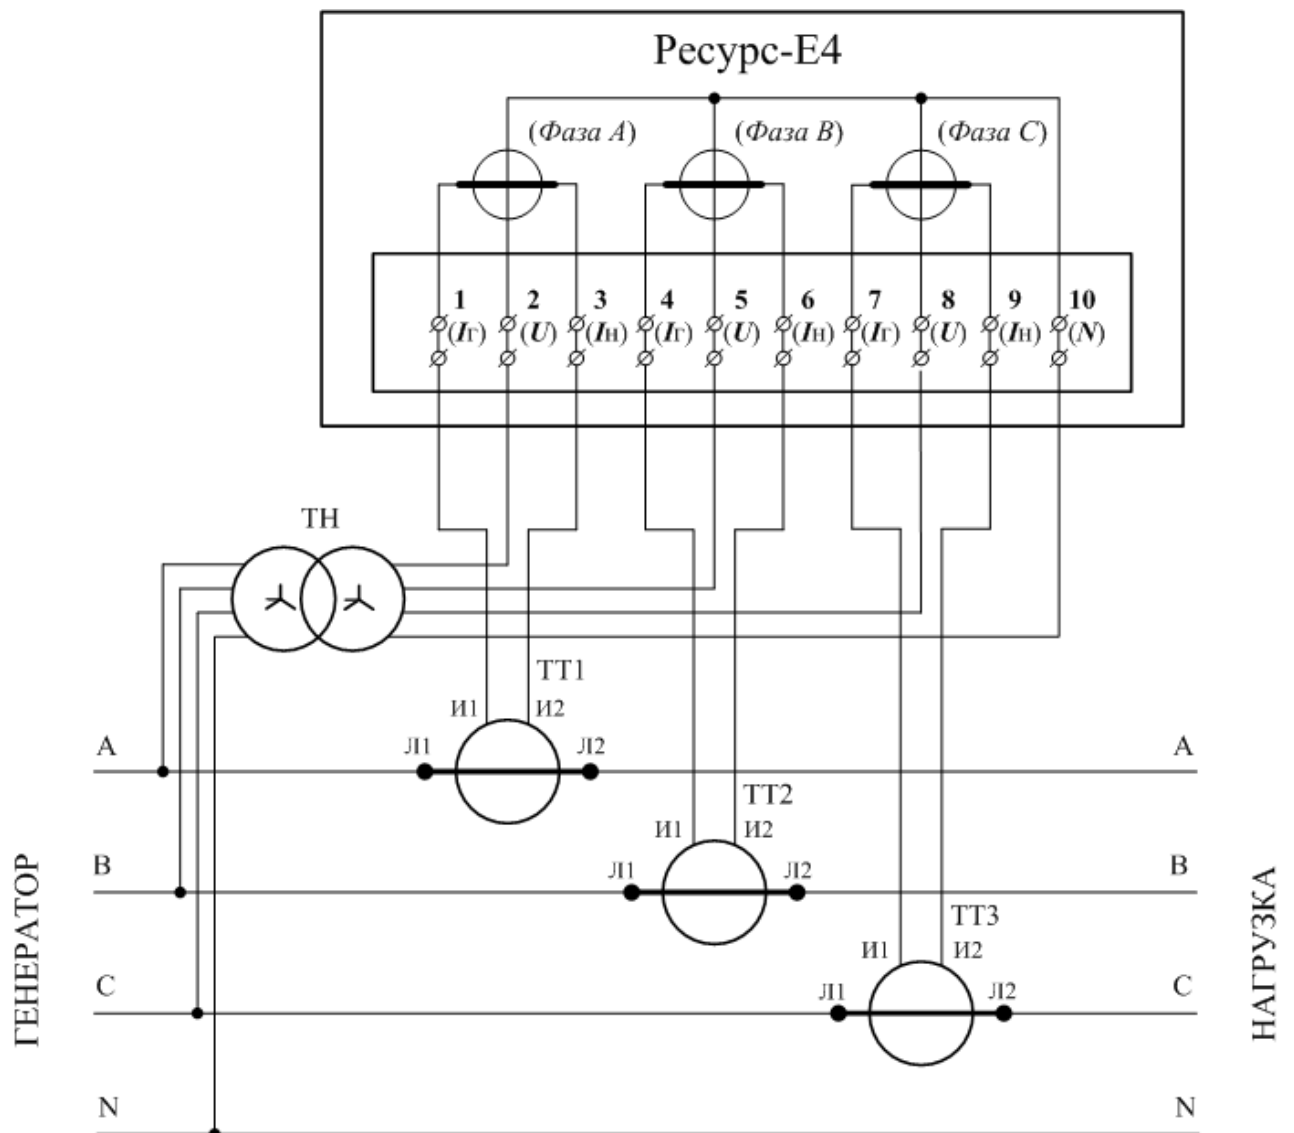 Ресурс-Е4
(Фаза А) (Фаза В) (Фаза С)
1 2 3 4 5 6 7 8 9 10
(Iг) (U) (Iн) (Iг) (U) (Iн) (Iг) (U) (Iн) (N)
ТН
ТТ1
И1 И2
А Л1 Л2 А
ТТ2
И1 И2
В Л1 Л2 В
ТТ3
И1 И2
С Л1 Л2 С
ГЕНЕРАТОР
НАГРУЗКА
N N